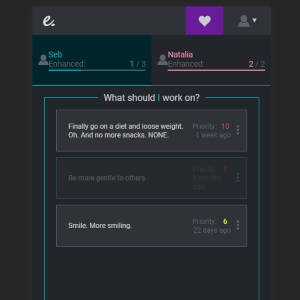 e.
Seb
Enhanced: 1 / 3
Natalia
Enhanced: 2 / 2
What should I work on?
Finally go on a diet and loose weight.
Oh. And no more snacks. NONE.
Priority: 10
1 week ago
Be more gentle to others.
Priority:
ago
Smile. More smiling.
Priority: 6
22 days ago